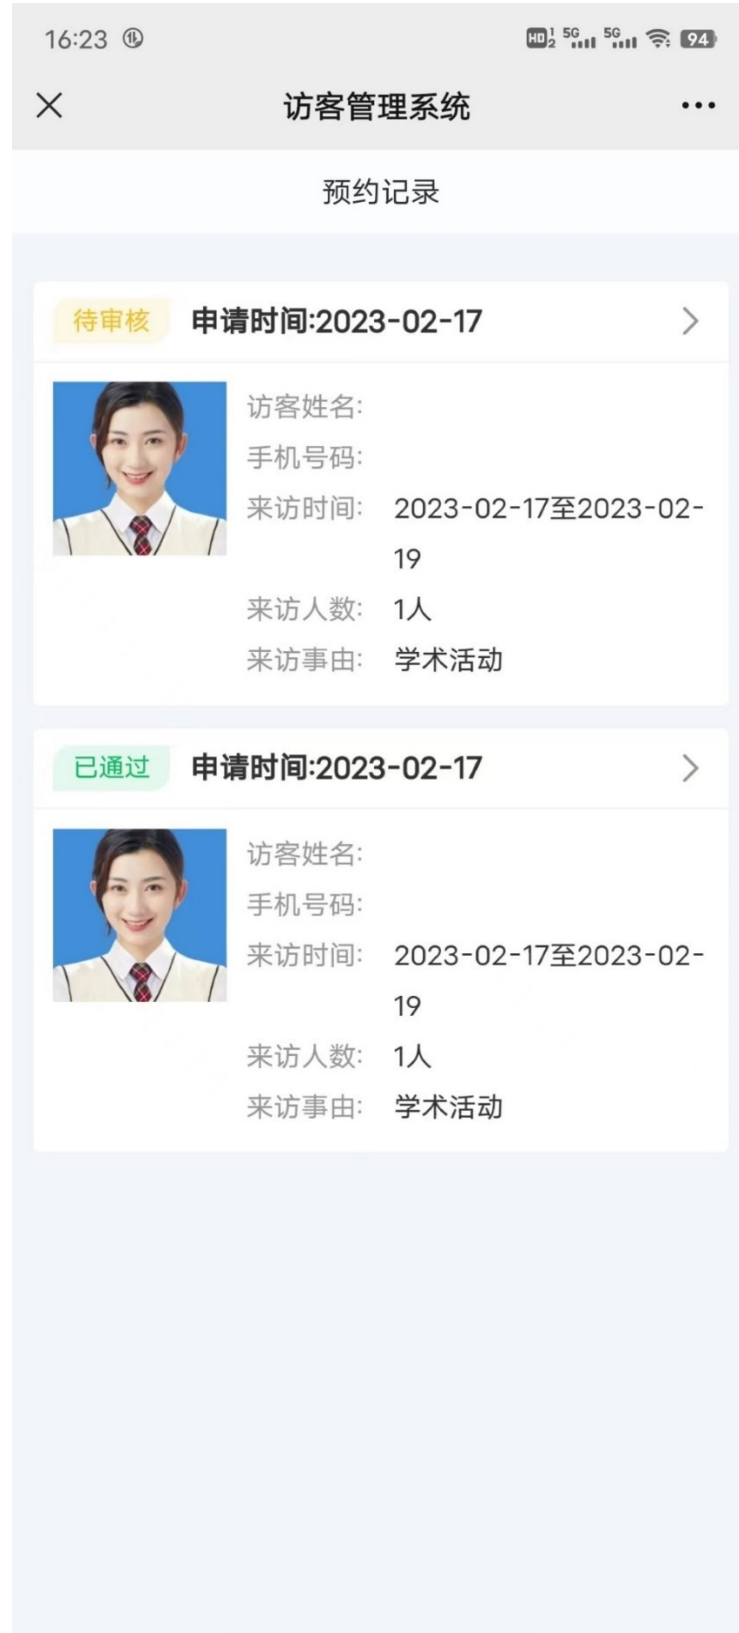 16:23
HD 1 2 5G 5G 94
访客管理系统
预约记录
待审核 申请时间:2023-02-17
访客姓名:
手机号码:
来访时间: 2023-02-17至2023-02-
19
来访人数: 1人
来访事由: 学术活动
已通过 申请时间:2023-02-17
访客姓名:
手机号码:
来访时间: 2023-02-17至2023-02-
19
来访人数: 1人
来访事由: 学术活动